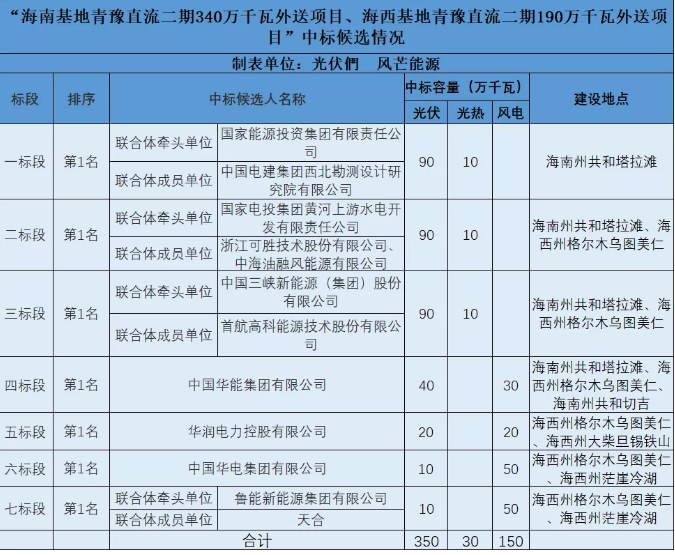 “海南基地青豫直流二期340万千瓦外送项目、海西基地青豫直流二期190万千瓦外送项
目”中标候选情况
制表单位：光伏們 风芒能源
标段 排序 中标候选人名称 中标容量（万千瓦） 建设地点
光伏 光热 风电
一标段 第1名 联合体牵头单位 国家能源投资集团有限责任公
司
联合体成员单位 中国电建集团西北勘测设计研
究院有限公司
90 10 海南州共和塔拉滩
二标段 第1名 联合体牵头单位 国家电投集团黄河上游水电开
发有限责任公司
联合体成员单位 浙江可胜技术股份有限公司、
中海油融风能源有限公司
90 10 海南州共和塔拉滩、海
西州格尔木乌图美仁
三标段 第1名 联合体牵头单位 中国三峡新能源（集团）股份
有限公司
联合体成员单位 首航高科能源技术股份有限公
司
90 10 海南州共和塔拉滩、海
西州格尔木乌图美仁
四标段 第1名 中国华能集团有限公司 40 30 海南州共和塔拉滩、海
西州格尔木乌图美仁、
海南州共和切吉
五标段 第1名 华润电力控股有限公司 20 20 海西州格尔木乌图美仁
、海西州大柴旦锡铁山
六标段 第1名 中国华电集团有限公司 10 50 海西州格尔木乌图美仁
、海西州茫崖冷湖
七标段 第1名 联合体牵头单位 鲁能新能源集团有限公司
联合体成员单位 天合
10 50 海西州格尔木乌图美仁
、海西州茫崖冷湖
合计 350 30 150